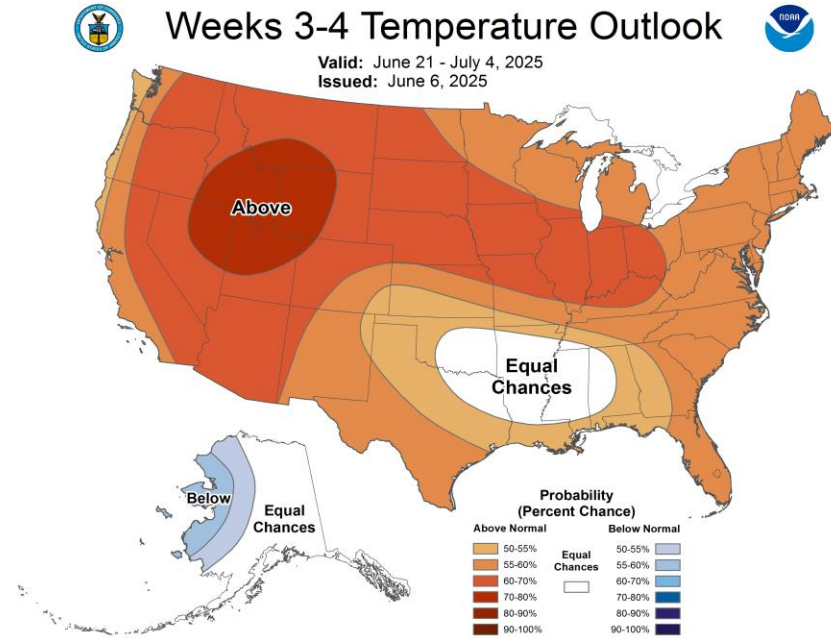 Weeks 3-4 Temperature Outlook
NOAA
Valid: June 21 - July 4, 2025
Issued: June 6, 2025
Above
Equal
Chances
Below
Equal
Chances
Probability
(Percent Chance)
Above Normal
50-55%
55-60%
60-70%
70-80%
80-90%
90-100%
Equal
Chances
Below Normal
50-55%
55-60%
60-70%
70-80%
80-90%
90-100%